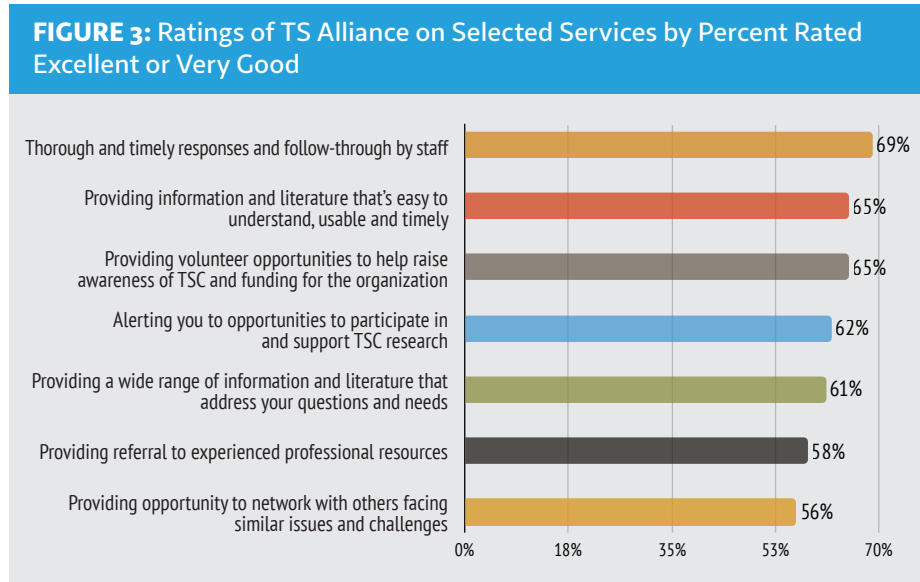 FIGURE 3: Ratings of TS Alliance on Selected Services by Percent Rated
Excellent or Very Good
Thorough and timely responses and follow-through by staff
69%
Providing information and literature that's easy to
understand, usable and timely
65%
Providing volunteer opportunities to help raise
awareness of TSC and funding for the organization
65%
Alerting you to opportunities to participate in
and support TSC research
62%
Providing a wide range of information and literature that
address your questions and needs
61%
Providing referral to experienced professional resources
58%
Providing opportunity to network with others facing
similar issues and challenges
56%
0% 18% 35% 53% 70%